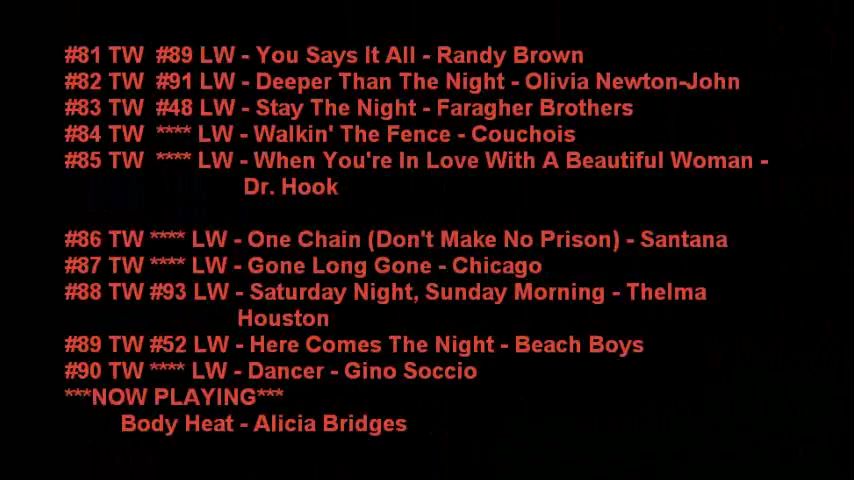 #81 TW  #89 LW - You Says It All - Randy Brown
#82 TW  #91 LW - Deeper Than The Night - Olivia Newton-John
#83 TW  #48 LW - Stay The Night - Faragher Brothers
#84 TW  **** LW - Walkin' The Fence - Couchois
#85 TW  **** LW - When You're In Love With A Beautiful Woman -
Dr. Hook
#86 TW **** LW - One Chain (Don't Make No Prison) - Santana
#87 TW **** LW - Gone Long Gone - Chicago
#88 TW #93 LW - Saturday Night, Sunday Morning - Thelma
Houston
#89 TW #52 LW - Here Comes The Night - Beach Boys
#90 TW **** LW - Dancer - Gino Soccio
***NOW PLAYING***
Body Heat - Alicia Bridges